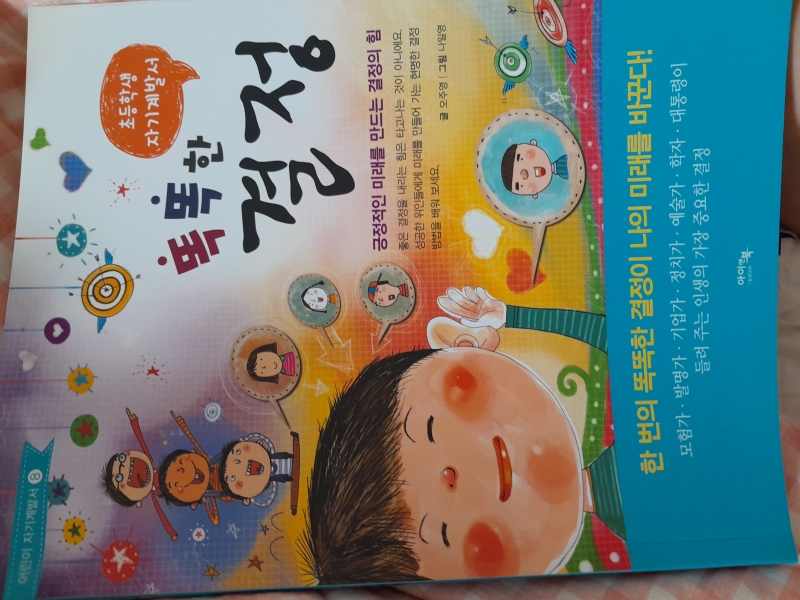 어린이 자기계발서 8
초등학생
자기계발서
똑똑한
결정
긍정적인 미래를 만드는 결정의 힘
좋은 결정을 내리는 힘은 타고나는 것이 아니에요.
성공한 위인들에게 미래를 만들어 가는 현명한 결정
방법을 배워 보세요.
글 오주영 | 그림 나일영
한 번의 똑똑한 결정이 나의 미래를 바꾼다!
모험가·발명가·기업가·정치가·예술가·학자·대통령이
들려 주는 인생의 가장 중요한 결정
아이앤북